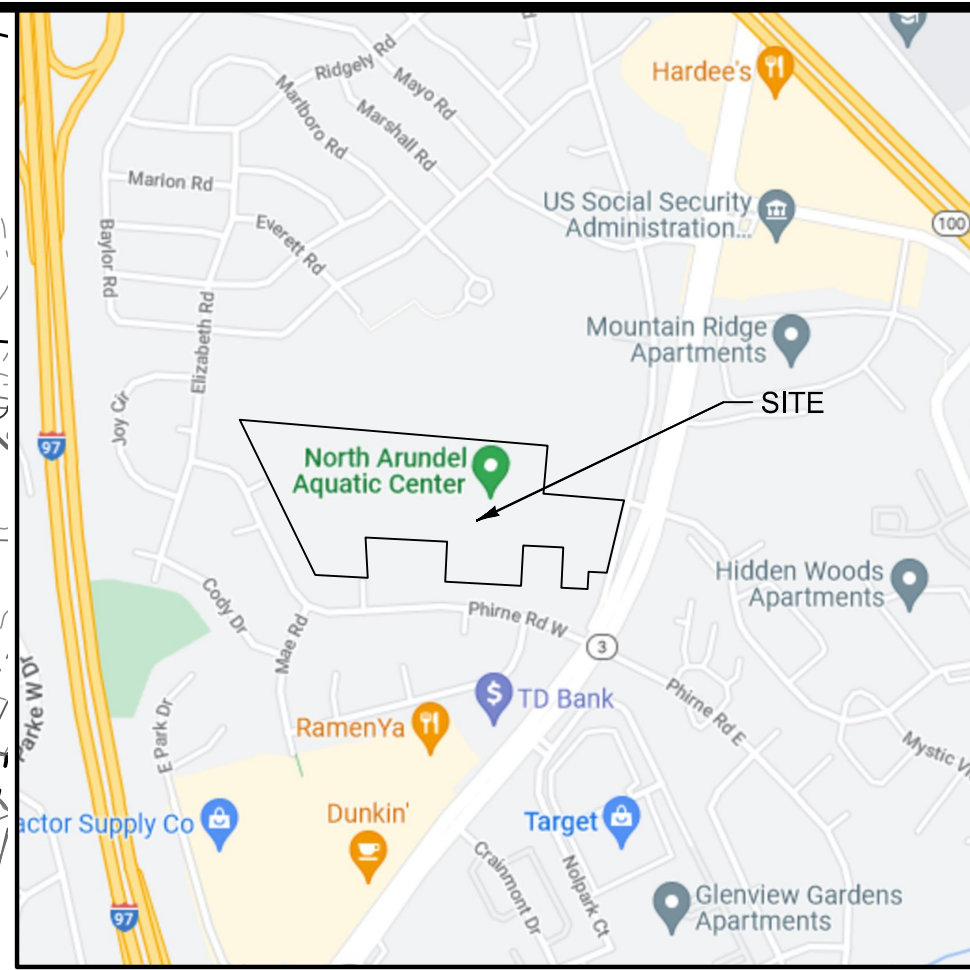 Ridgely Rd
Mayo Rd
Hardee's
Marlboro Rd
Marshall Rd
Marion Rd
US Social Security
Administration...
100
Everett Rd
Baylor Rd
Elizabeth Rd
Mountain Ridge
Apartments
SITE
Joy Cir
97
North Arundel
Aquatic Center
Hidden Woods
Apartments
Cody Dr
Phirne Rd W
Mae Rd
3
Parke W Dr
TD Bank
Phirne Rd E
E Park Dr
RamenYa
Mystic
Dunkin'
Target
actor Supply Co
Crainmont Dr
Nolpark Ct
Glenview Gardens
Apartments
97